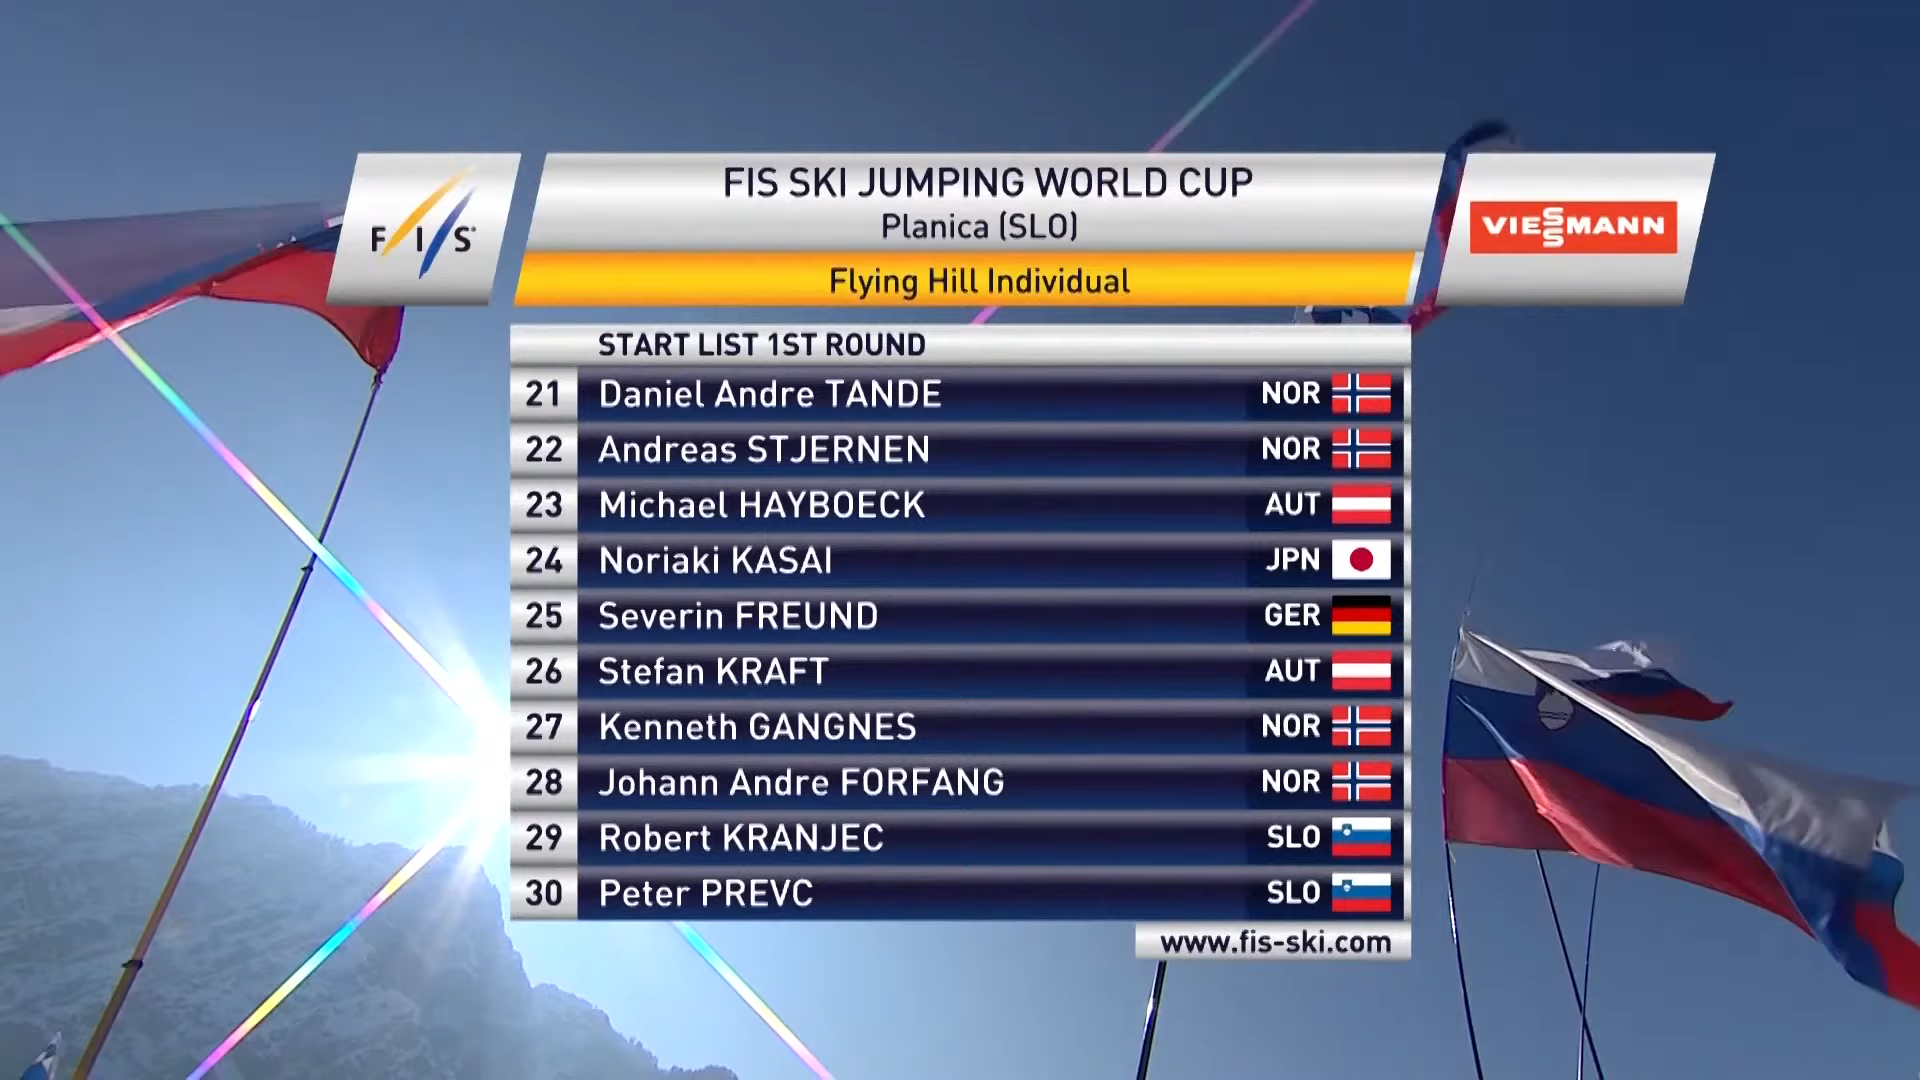 FIS
FIS SKI JUMPING WORLD CUP
Planica (SLO)
VIESSMANN
Flying Hill Individual
START LIST 1ST ROUND
21 Daniel Andre TANDE NOR
22 Andreas STJERNEN NOR
23 Michael HAYBOECK AUT
24 Noriaki KASAI JPN
25 Severin FREUND GER
26 Stefan KRAFT AUT
27 Kenneth GANGNES NOR
28 Johann Andre FORFANG NOR
29 Robert KRANJEC SLO
30 Peter PREVC SLO
www.fis-ski.com